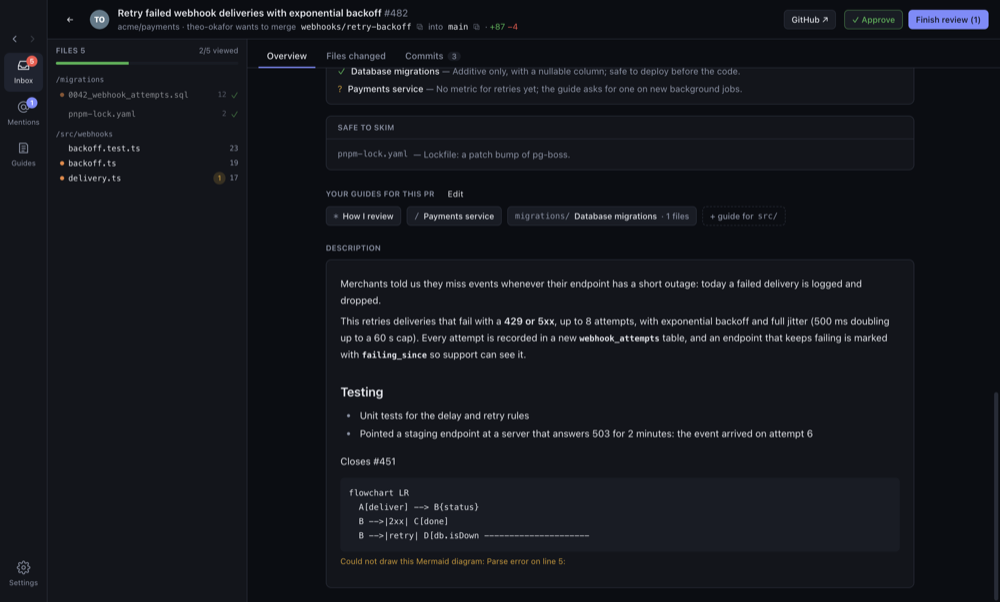 Retry failed webhook deliveries with exponential backoff #482
TO
acme/payments · theo-okafor wants to merge webhooks/retry-backoff into main · +87 −4
GitHub ↗
✓ Approve
Finish review (1)
5
Inbox
1
Mentions
Guides
Settings
FILES 5
2/5 viewed
/migrations
0042_webhook_attempts.sql 12 ✓
pnpm-lock.yaml 2 ✓
/src/webhooks
backoff.test.ts 23
backoff.ts 19
delivery.ts 1 17
Overview
Files changed
Commits 3
✓ Database migrations — Additive only, with a nullable column; safe to deploy before the code.
? Payments service — No metric for retries yet; the guide asks for one on new background jobs.
SAFE TO SKIM
pnpm-lock.yaml — Lockfile: a patch bump of pg-boss.
YOUR GUIDES FOR THIS PR Edit
How I review
/ Payments service
migrations/ Database migrations · 1 files
+ guide for src/
DESCRIPTION
Merchants told us they miss events whenever their endpoint has a short outage: today a failed delivery is logged and
dropped.
This retries deliveries that fail with a 429 or 5xx, up to 8 attempts, with exponential backoff and full jitter (500 ms doubling
up to a 60 s cap). Every attempt is recorded in a new webhook_attempts table, and an endpoint that keeps failing is marked
with failing_since so support can see it.
Testing
• Unit tests for the delay and retry rules
• Pointed a staging endpoint at a server that answers 503 for 2 minutes: the event arrived on attempt 6
Closes #451
flowchart LR
A[deliver] --> B{status}
B -->|2xx| C[done]
B -->|retry| D[db.isDown ---------------------
Could not draw this Mermaid diagram: Parse error on line 5: